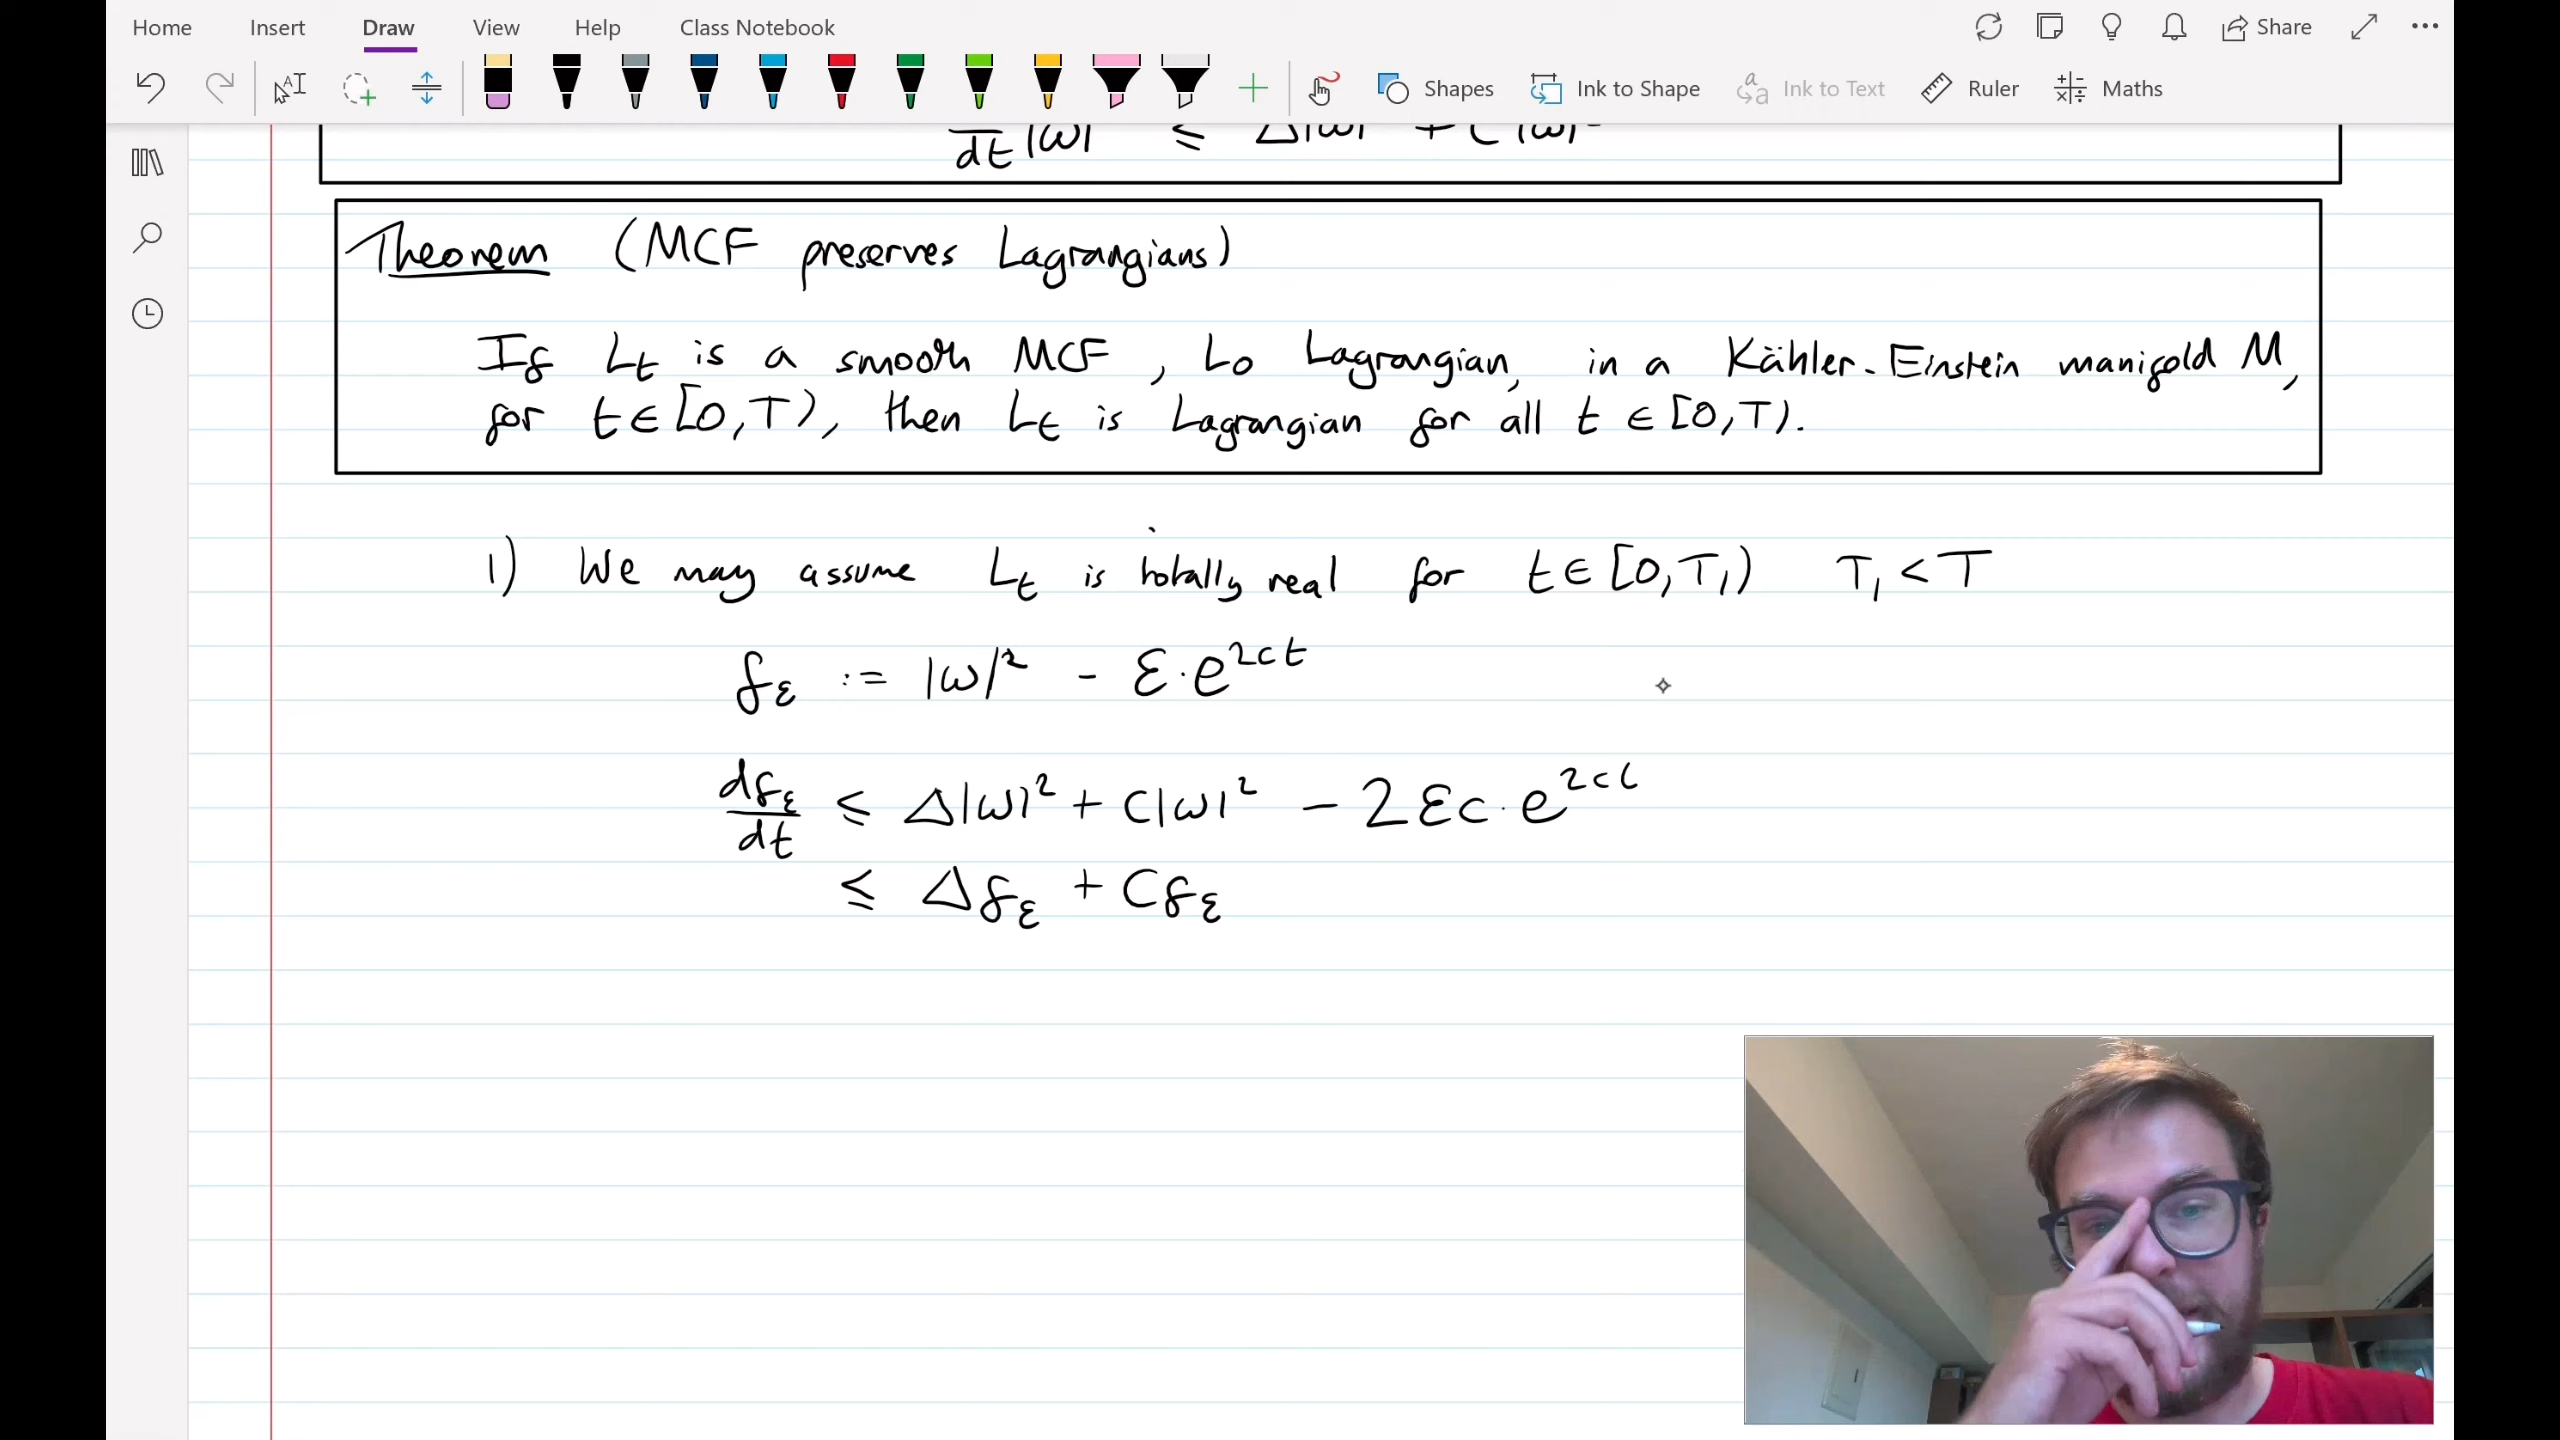 Home Insert Draw View Help Class Notebook Share
Shapes Ink to Shape Ink to Text Ruler Maths
dt |ω| ≤ Δ|ω| + C|ω|²
Theorem (MCF preserves Lagrangians)
If Lt is a smooth MCF, L0 Lagrangian, in a Kähler-Einstein manifold M,
for t ∈ [0,T), then Lt is Lagrangian for all t ∈ [0,T).
1) We may assume Lt is totally real for t ∈ [0,T₁) T₁ < T
fε := |ω|² - ε·e^{2ct}
dfε/dt ≤ Δ|ω|² + C|ω|² - 2εc·e^{2ct}
≤ Δfε + Cfε